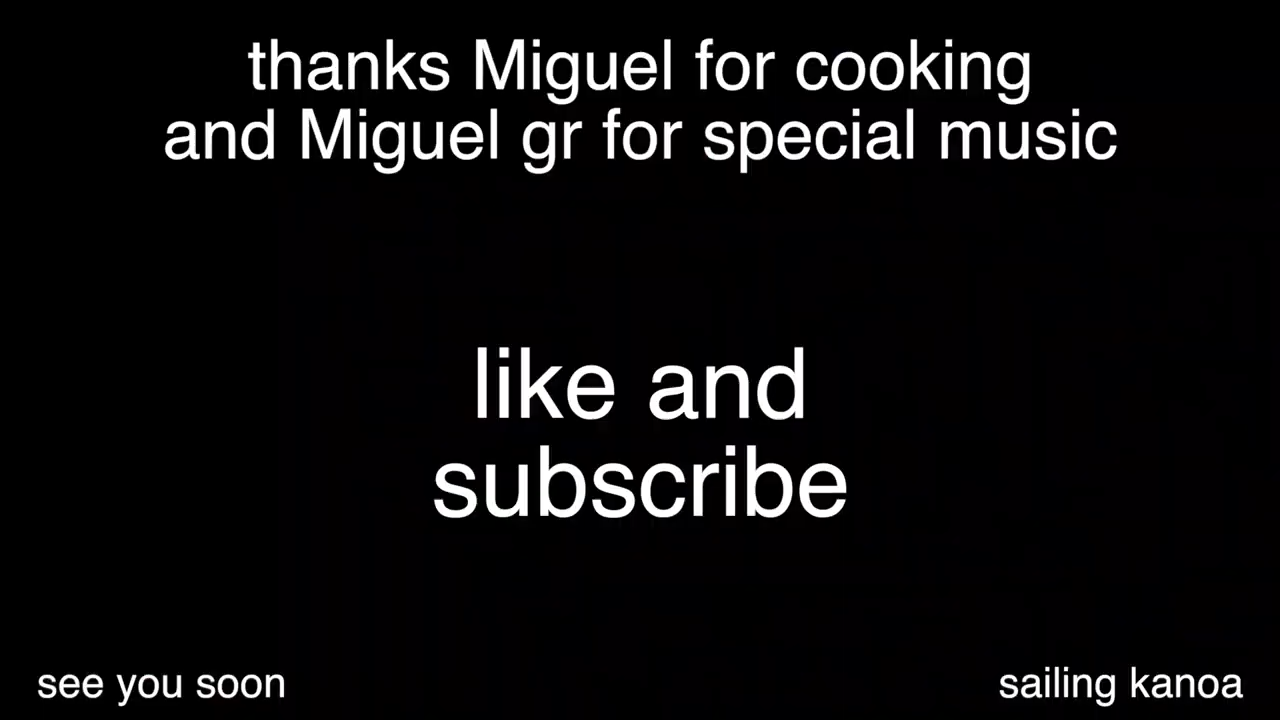 thanks Miguel for cooking
and Miguel gr for special music
like and
subscribe
see you soon
sailing kanoa